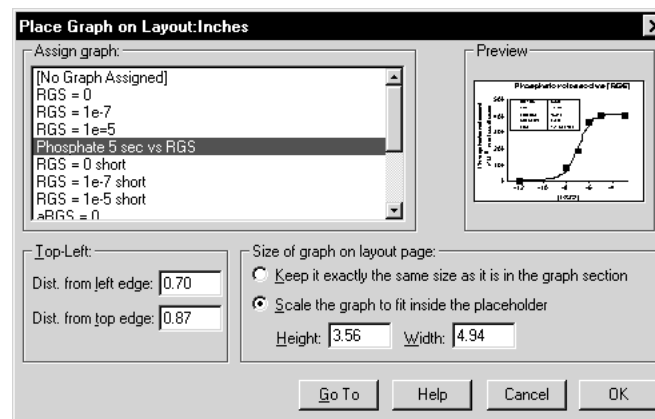 Place Graph on Layout:Inches
Assign graph:
[No Graph Assigned]
RGS = 0
RGS = 1e-7
RGS = 1e=5
Phosphate 5 sec vs RGS
RGS = 0 short
RGS = 1e-7 short
RGS = 1e-5 short
aRGS = 0
Preview
Top-Left:
Dist. from left edge: 0.70
Dist. from top edge: 0.87
Size of graph on layout page:
Keep it exactly the same size as it is in the graph section
Scale the graph to fit inside the placeholder
Height: 3.56 Width: 4.94
Go To Help Cancel OK